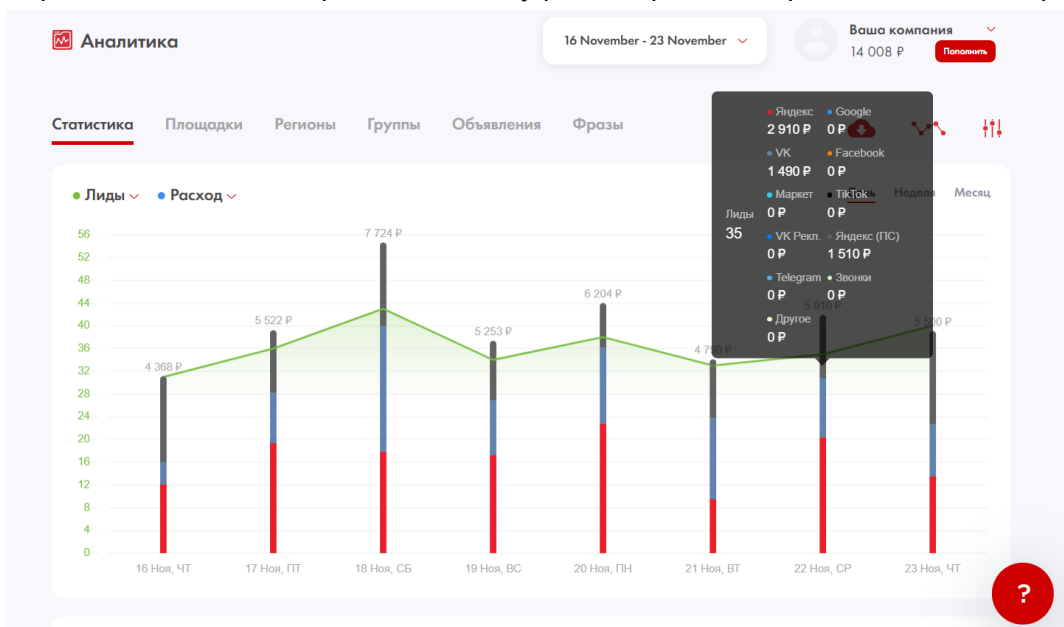 Аналитика
16 November - 23 November
Ваша компания
14 008 ₽
Пополнить
Статистика Площадки Регионы Группы Объявления Фразы
Лиды Расход
Неделя Месяц
Лиды
35
Яндекс Google
2 910 ₽ 0 ₽
VK Facebook
1 490 ₽ 0 ₽
Маркет TikTok
0 ₽ 0 ₽
VK Рекл. Яндекс (ПС)
0 ₽ 1 510 ₽
Telegram Звонки
0 ₽ 0 ₽
Другое
0 ₽
56
52
48
44
40
36
32
28
24
20
16
12
8
4
0
4 368 ₽
5 522 ₽
7 724 ₽
5 253 ₽
6 204 ₽
4 790 ₽
5 910 ₽
5 500 ₽
16 Ноя, ЧТ 17 Ноя, ПТ 18 Ноя, СБ 19 Ноя, ВС 20 Ноя, ПН 21 Ноя, ВТ 22 Ноя, СР 23 Ноя, ЧТ
?